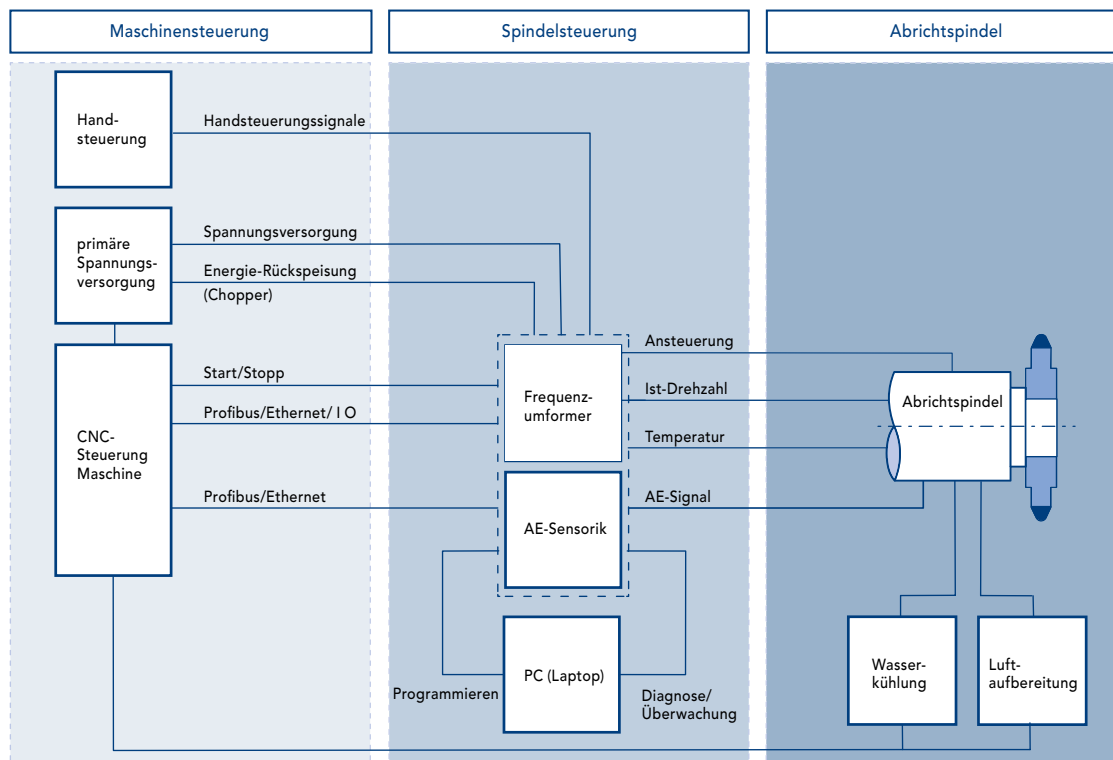 Maschinensteuerung
Spindelsteuerung
Abrichtspindel
Hand-
steuerung
Handsteuerungssignale
primäre
Spannungs-
versorgung
Spannungsversorgung
Energie-Rückspeisung
(Chopper)
CNC-
Steuerung
Maschine
Start/Stopp
Profibus/Ethernet/ I O
Profibus/Ethernet
Frequenz-
umformer
AE-Sensorik
PC (Laptop)
Programmieren
Diagnose/
Überwachung
Ansteuerung
Ist-Drehzahl
Temperatur
AE-Signal
Abrichtspindel
Wasser-
kühlung
Luft-
aufbereitung